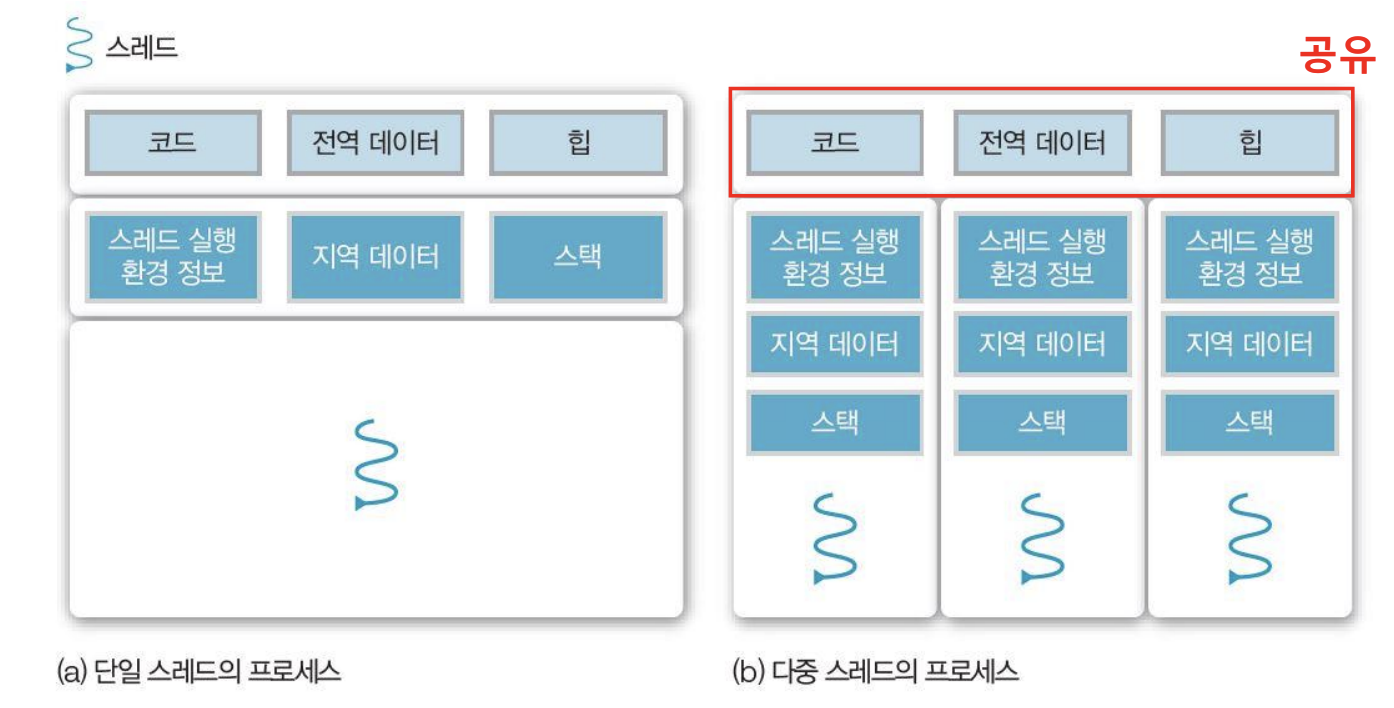 스레드
공유
코드
전역 데이터
힙
스레드 실행
환경 정보
지역 데이터
스택
(a) 단일 스레드의 프로세스
코드
전역 데이터
힙
스레드 실행
환경 정보
스레드 실행
환경 정보
스레드 실행
환경 정보
지역 데이터
지역 데이터
지역 데이터
스택
스택
스택
(b) 다중 스레드의 프로세스